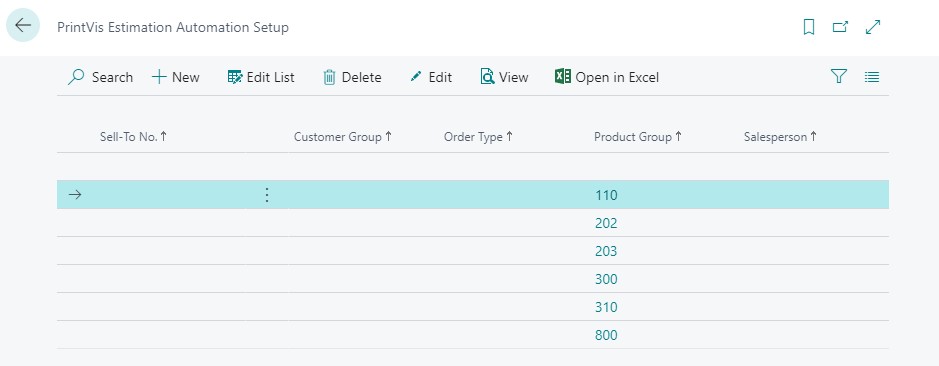 PrintVis Estimation Automation Setup
Search New Edit List Delete Edit View Open in Excel
Sell-To No.↑ Customer Group ↑ Order Type ↑ Product Group ↑ Salesperson ↑
110
202
203
300
310
800